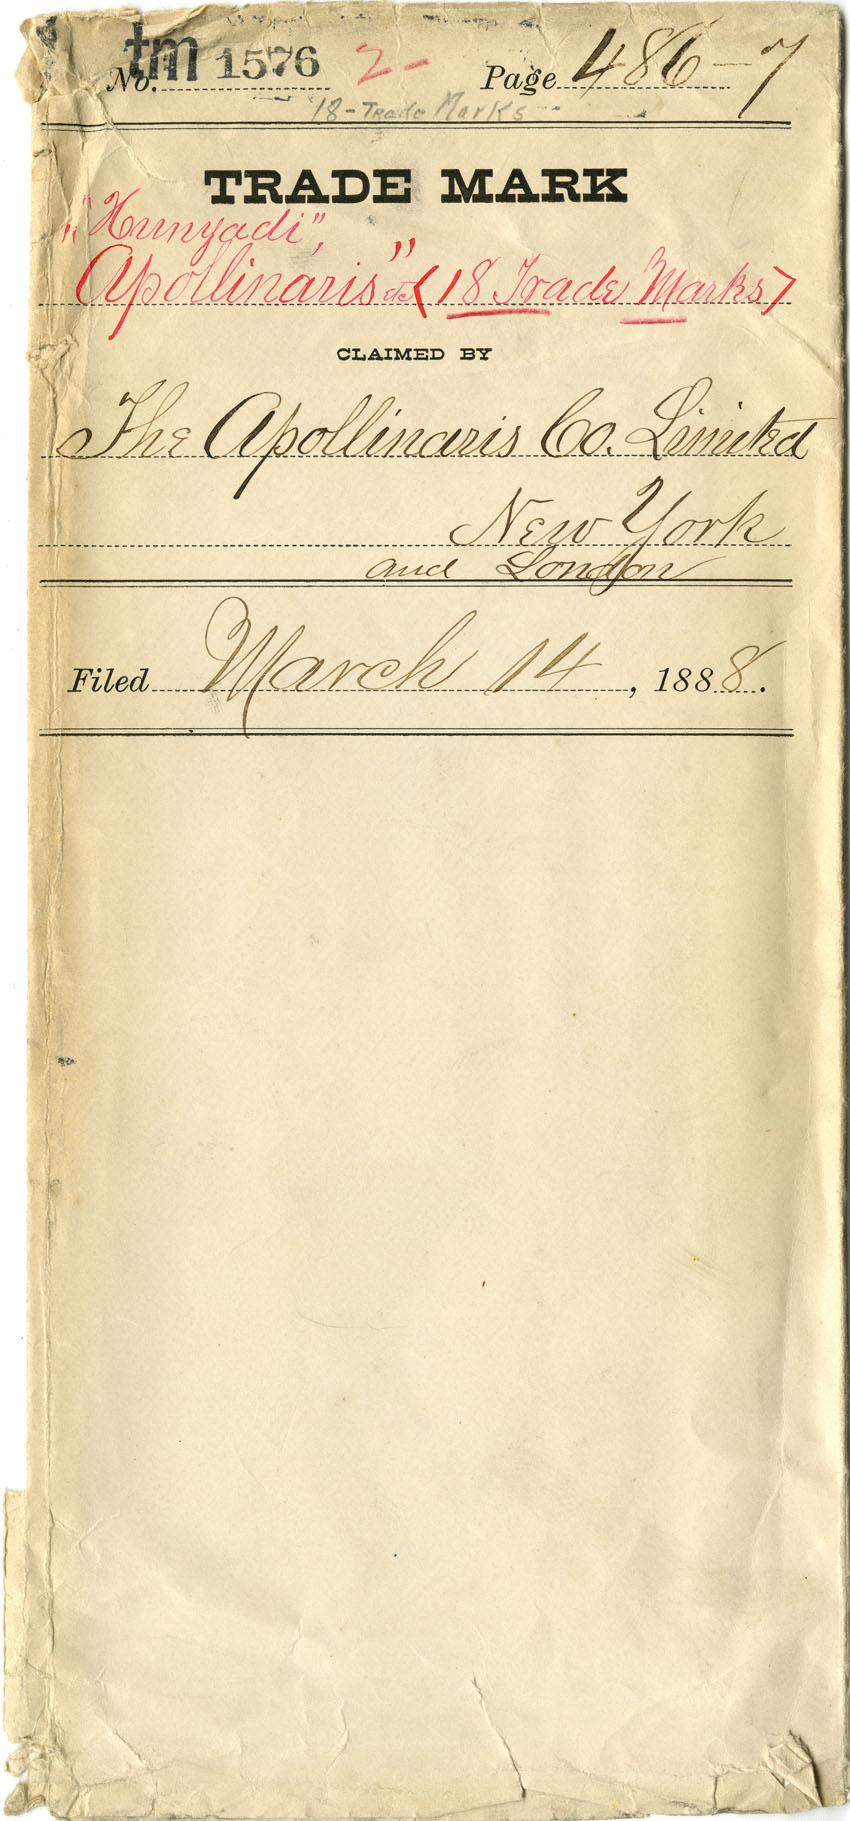 No. tm 1576 2- Page 486-7
18-Trade Marks
TRADE MARK
"Hunyadi",
Apollinaris" etc (18 Trade Marks)
CLAIMED BY
The Apollinaris Co. Limited
New York
and London
Filed March 14, 1888.